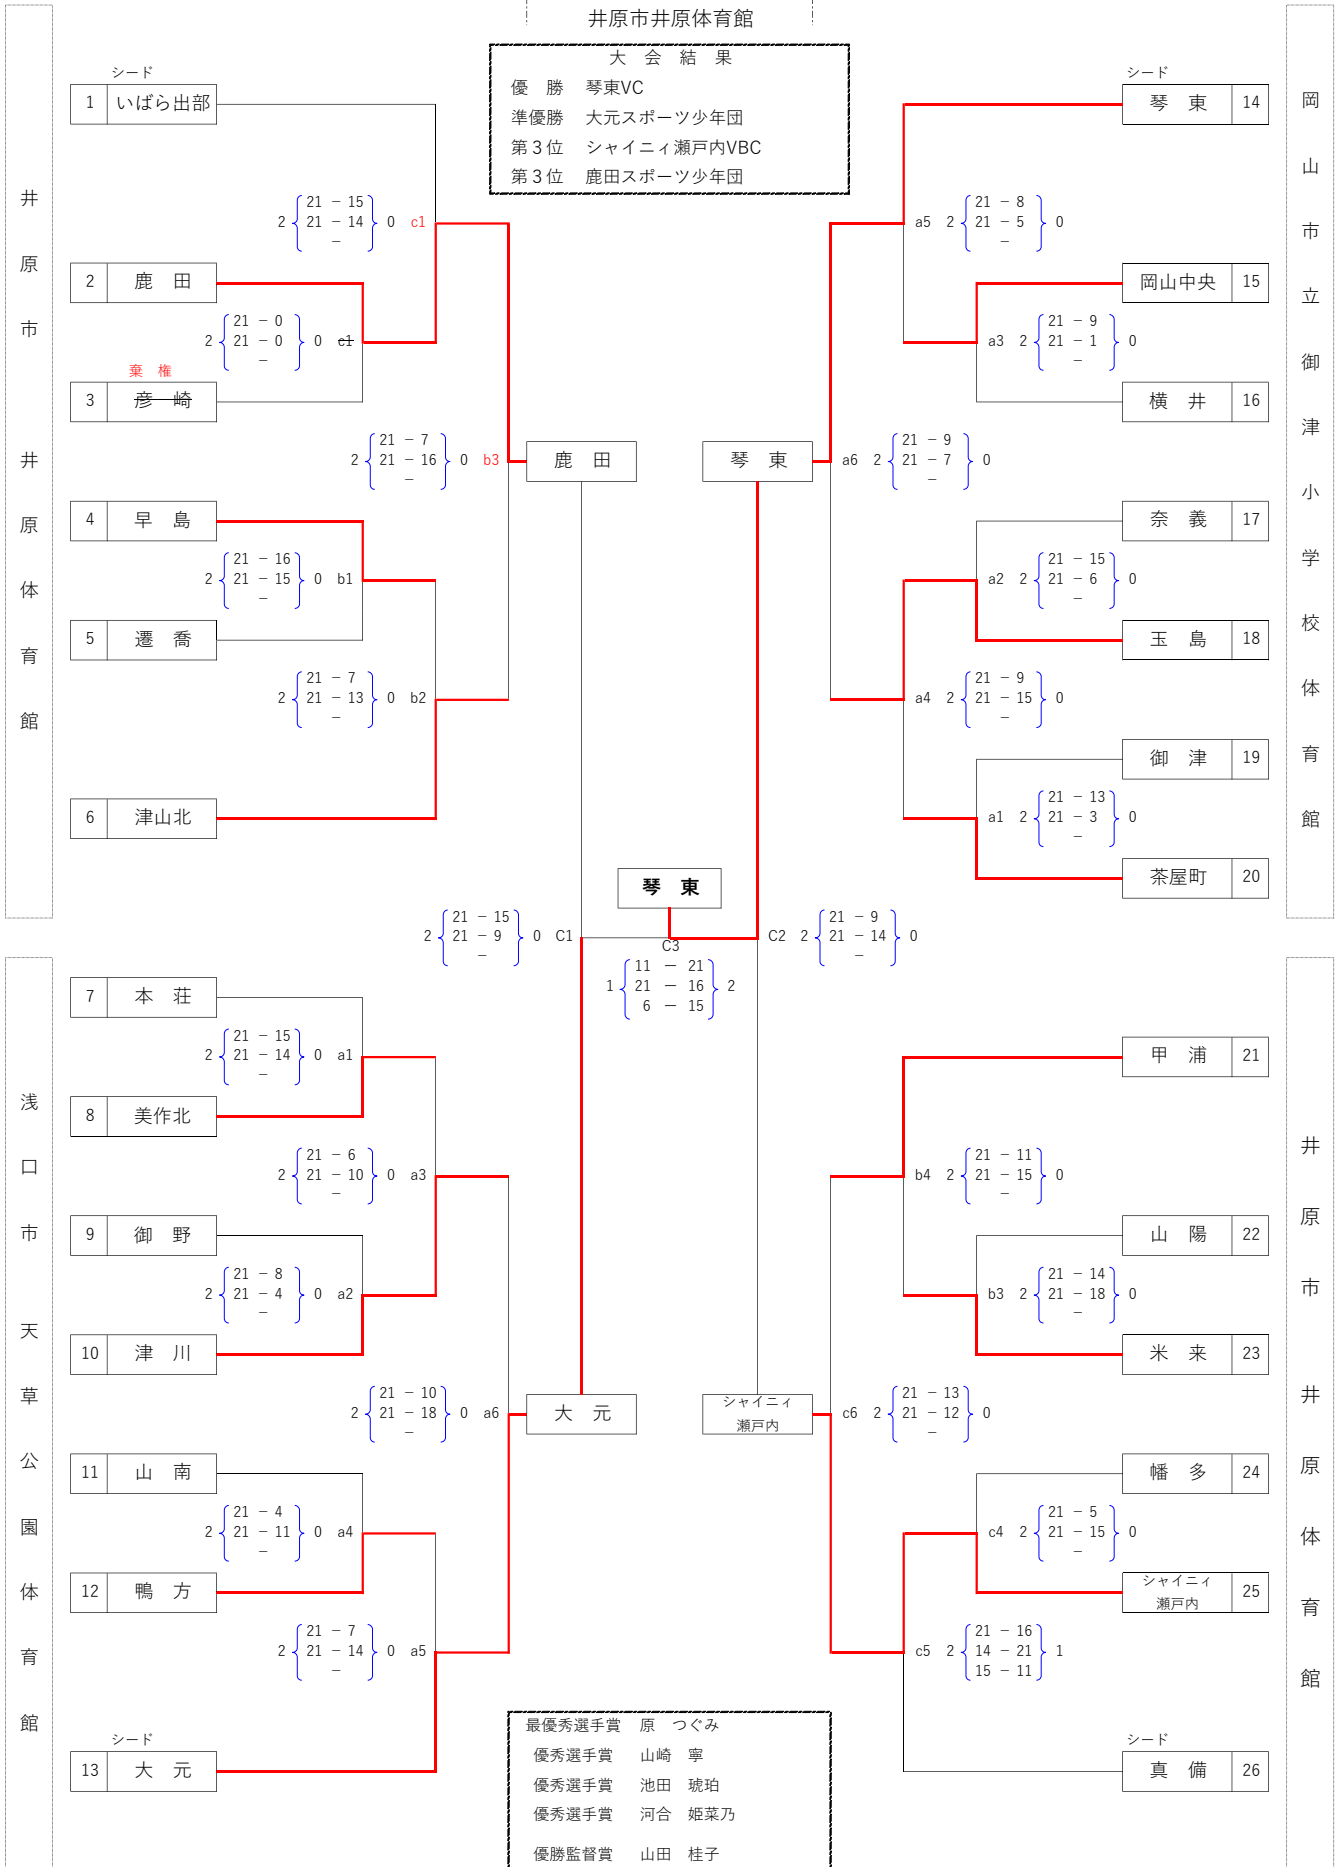 井原市井原体育館
大 会 結 果
優 勝 琴東VC
準優勝 大元スポーツ少年団
第3位 シャイニィ瀬戸内VBC
第3位 鹿田スポーツ少年団
井原市 井原体育館
シード
1 いばら出部
2 { 21 - 15 } 0 c1
21 - 14
-
2 鹿 田
2 { 21 - 0 } 0 c1
21 - 0
-
棄 権
3 彦 崎
2 { 21 - 7 } 0 b3
21 - 16
-
鹿 田
4 早 島
2 { 21 - 16 } 0 b1
21 - 15
-
5 遷 喬
2 { 21 - 7 } 0 b2
21 - 13
-
6 津山北
浅口市 天草公園体育館
7 本 荘
2 { 21 - 15 } 0 a1
21 - 14
-
8 美作北
2 { 21 - 6 } 0 a3
21 - 10
-
9 御 野
2 { 21 - 8 } 0 a2
21 - 4
-
10 津 川
2 { 21 - 10 } 0 a6
21 - 18
-
大 元
11 山 南
2 { 21 - 4 } 0 a4
21 - 11
-
12 鴨 方
2 { 21 - 7 } 0 a5
21 - 14
-
シード
13 大 元
琴 東
2 { 21 - 15 } 0 C1
21 - 9
-
C3
1 { 11 - 21 } 2
21 - 16
6 - 15
C2 2 { 21 - 9 } 0
21 - 14
-
岡山市立御津小学校体育館
シード
琴 東 14
a5 2 { 21 - 8 } 0
21 - 5
-
岡山中央 15
a3 2 { 21 - 9 } 0
21 - 1
-
横 井 16
琴 東
a6 2 { 21 - 9 } 0
21 - 7
-
奈 義 17
a2 2 { 21 - 15 } 0
21 - 6
-
玉 島 18
a4 2 { 21 - 9 } 0
21 - 15
-
御 津 19
a1 2 { 21 - 13 } 0
21 - 3
-
茶屋町 20
井原市井原体育館
甲 浦 21
b4 2 { 21 - 11 } 0
21 - 15
-
山 陽 22
b3 2 { 21 - 14 } 0
21 - 18
-
米 来 23
シャイニィ
瀬戸内
c6 2 { 21 - 13 } 0
21 - 12
-
幡 多 24
c4 2 { 21 - 5 } 0
21 - 15
-
シャイニィ
瀬戸内 25
c5 2 { 21 - 16 } 1
14 - 21
15 - 11
シード
真 備 26
最優秀選手賞 原 つぐみ
優秀選手賞 山崎 寧
優秀選手賞 池田 琥珀
優秀選手賞 河合 姫菜乃
優勝監督賞 山田 桂子